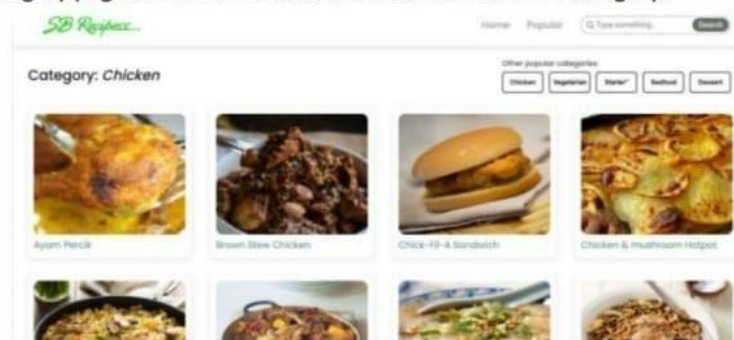 SB Recipess...
Home Popular Type something... Search
Category: Chicken
Other popular categories:
Chicken Vegetarian Starter Seafood Dessert
Ayam Percik
Brown Stew Chicken
Chick-Fil-A Sandwich
Chicken & mushroom Hotpot